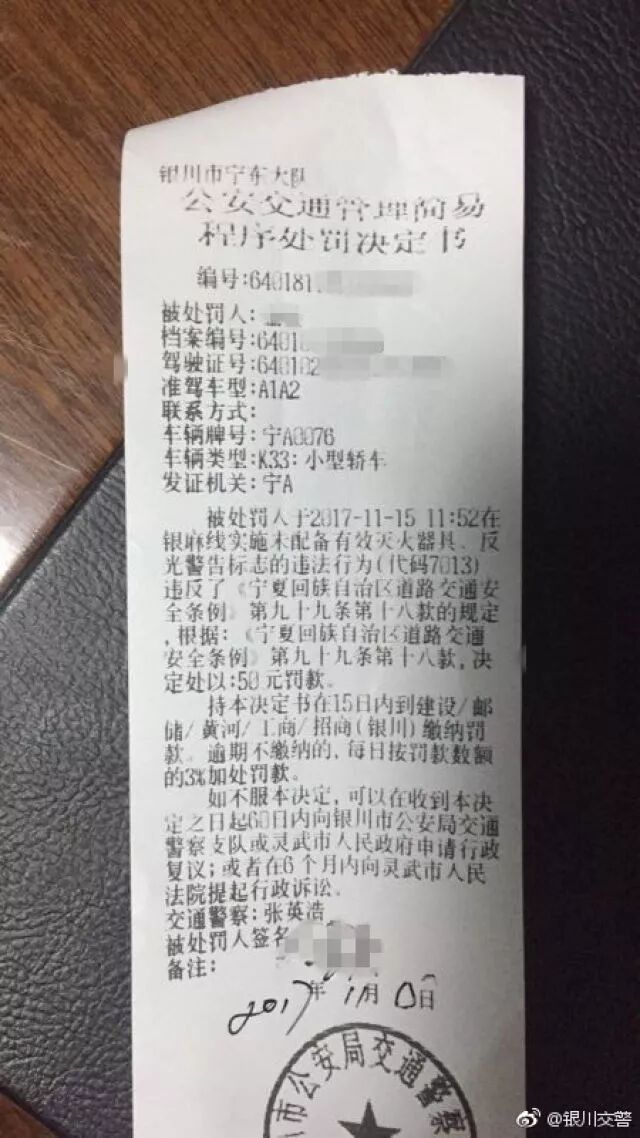 银川市宁东大队
公安交通管理简易
程序处罚决定书
编号:6401811
被处罚人:
档案编号:64010
驾驶证号:640102
准驾车型:A1A2
联系方式:
车辆牌号:宁A0076
车辆类型:K33:小型轿车
发证机关:宁A
被处罚人于2017-11-15 11:52在
银麻线实施未配备有效灭火器具、反
光警告标志的违法行为(代码7013)
违反了《宁夏回族自治区道路交通安
全条例》第九十九条第十八款的规定
,根据:《宁夏回族自治区道路交通
安全条例》第九十九条第十八款,决
定处以:50元罚款。
持本决定书在15日内到建设/邮
储/黄河/工商/招商(银川)缴纳罚
款。逾期不缴纳的,每日按罚款数额
的3%加处罚款。
如不服本决定,可以在收到本决
定之日起60日内向银川市公安局交通
警察支队或灵武市人民政府申请行政
复议;或者在6个月内向灵武市人民
法院提起行政诉讼。
交通警察:张英浩
被处罚人签名
备注:
2017年11月 日
市公安局交通警察
@银川交警